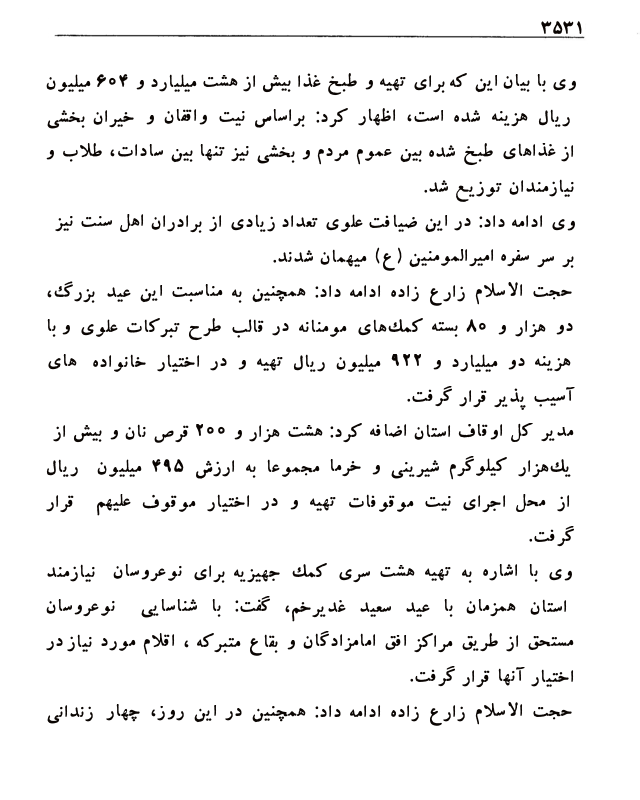 ۳۵۳۱
وی با بیان این که برای تهیه و طبخ غذا بیش از هشت میلیارد و ۶۰۴ میلیون
ریال هزینه شده است، اظهار کرد: براساس نیت واقفان و خیران بخشی
از غذاهای طبخ شده بین عموم مردم و بخشی نیز تنها بین سادات، طلاب و
نیازمندان توزیع شد.
وی ادامه داد: در این ضیافت علوی تعداد زیادی از برادران اهل سنت نیز
بر سر سفره امیرالمومنین (ع) میهمان شدند.
حجت الاسلام زارع زاده ادامه داد: همچنین به مناسبت این عید بزرگ،
دو هزار و ۸۰ بسته کمك‌های مومنانه در قالب طرح تبرکات علوی و با
هزینه دو میلیارد و ۹۲۲ میلیون ریال تهیه و در اختیار خانواده های
آسیب پذیر قرار گرفت.
مدیر کل اوقاف استان اضافه کرد: هشت هزار و ۲۰۰ قرص نان و بیش از
یك‌هزار کیلوگرم شیرینی و خرما مجموعا به ارزش ۴۹۵ میلیون ریال
از محل اجرای نیت موقوفات تهیه و در اختیار موقوف علیهم قرار
گرفت.
وی با اشاره به تهیه هشت سری کمك جهیزیه برای نوعروسان نیازمند
استان همزمان با عید سعید غدیرخم، گفت: با شناسایی نوعروسان
مستحق از طریق مراکز افق امامزادگان و بقاع متبرکه ، اقلام مورد نیاز در
اختیار آنها قرار گرفت.
حجت الاسلام زارع زاده ادامه داد: همچنین در این روز، چهار زندانی